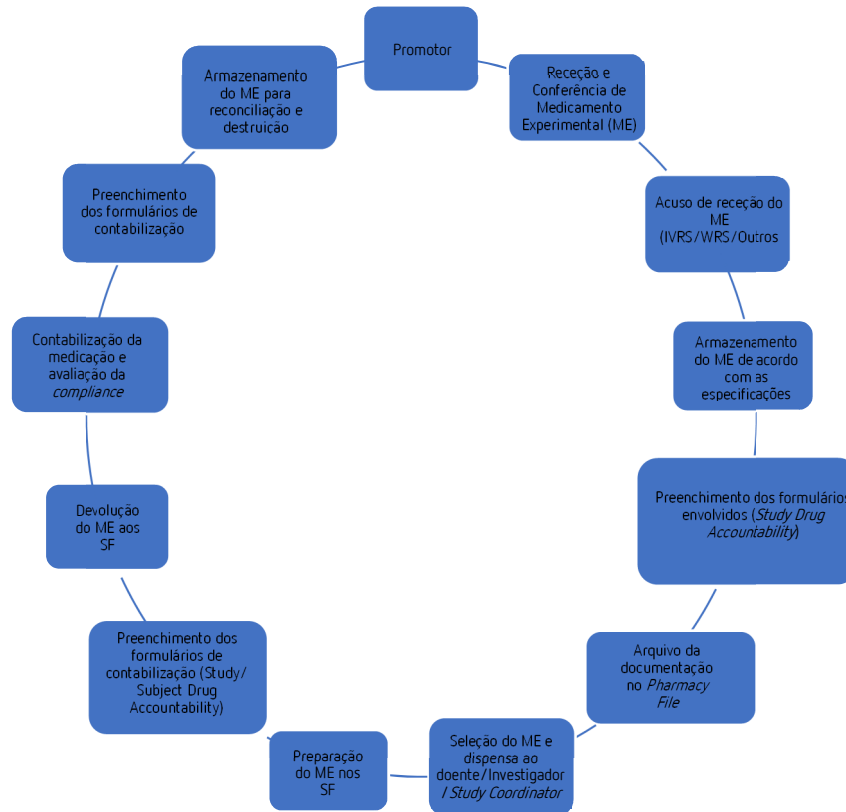 Promotor
Receção e
Conferência de
Medicamento
Experimental (ME)
Acuso de receção do
ME
(IVRS/WRS/Outros
Armazenamento
do ME de acordo
com as
especificações
Preenchimento dos formulários
envolvidos (Study Drug
Accountability)
Arquivo da
documentação
no Pharmacy
File
Seleção do ME e
dispensa ao
doente/Investigador
/ Study Coordinator
Preparação
do ME nos
SF
Preenchimento dos
formulários de
contabilização (Study/
Subject Drug
Accountability)
Devolução
do ME aos
SF
Contabilização da
medicação e
avaliação da
compliance
Preenchimento
dos formulários de
contabilização
Armazenamento
do ME para
reconciliação e
destruição